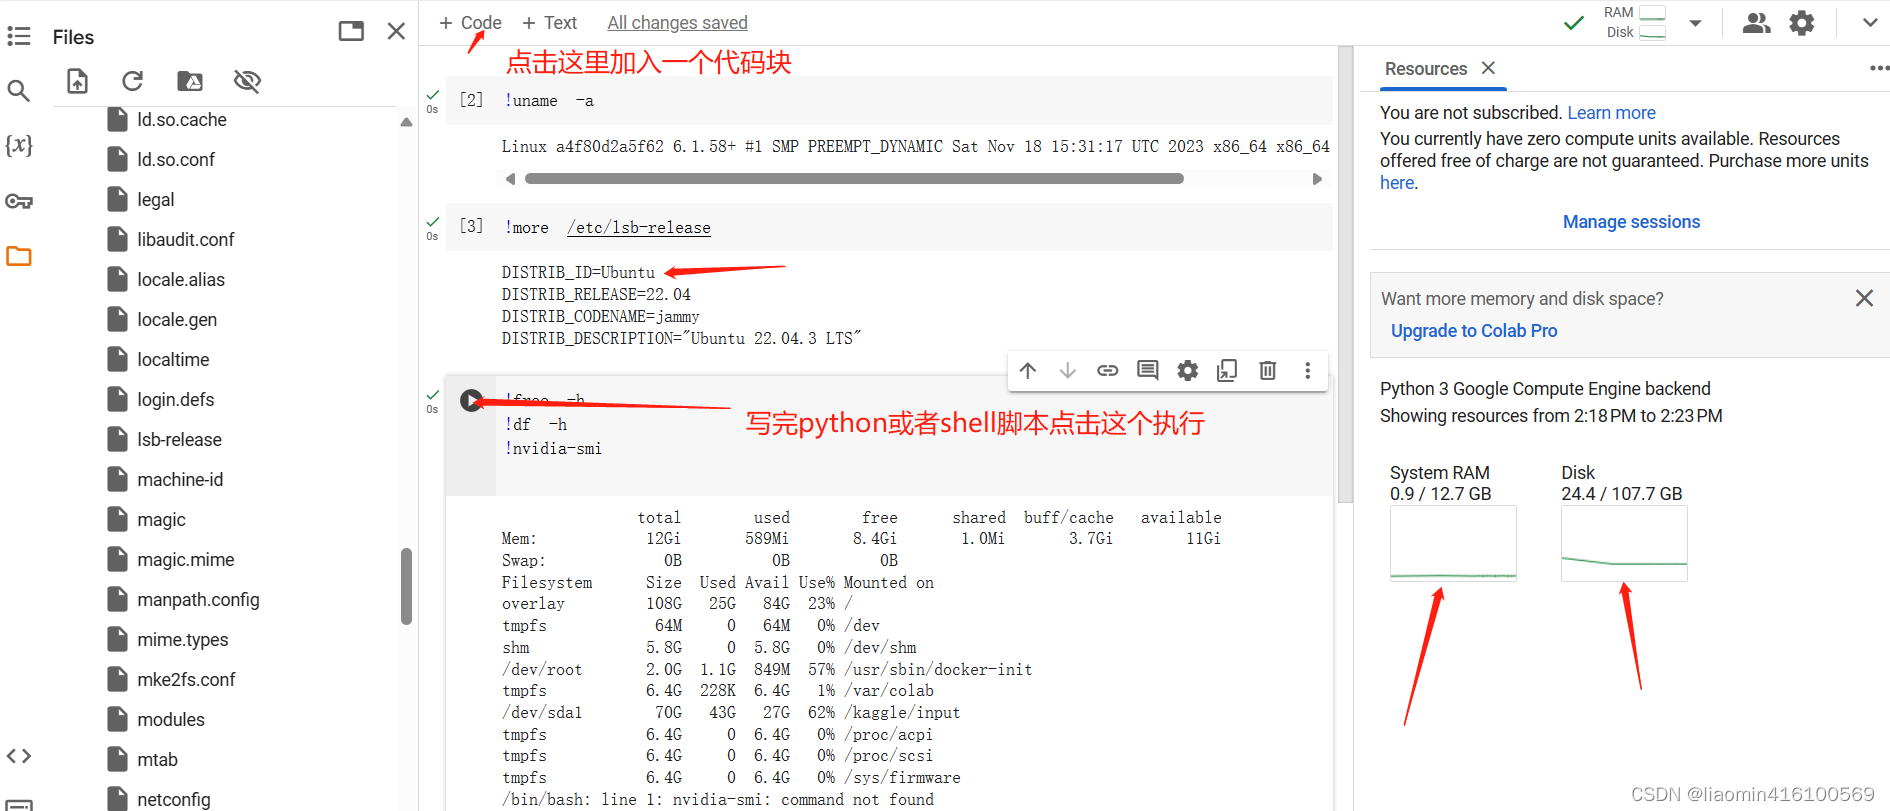 Files
ld.so.cache
ld.so.conf
legal
libaudit.conf
locale.alias
locale.gen
localtime
login.defs
lsb-release
machine-id
magic
magic.mime
manpath.config
mime.types
mke2fs.conf
modules
mtab
netconfig
{x}
+ Code + Text All changes saved
点击这里加入一个代码块
0s
[2] !uname -a
Linux a4f80d2a5f62 6.1.58+ #1 SMP PREEMPT_DYNAMIC Sat Nov 18 15:31:17 UTC 2023 x86_64 x86_64
0s
[3] !more /etc/lsb-release
DISTRIB_ID=Ubuntu
DISTRIB_RELEASE=22.04
DISTRIB_CODENAME=jammy
DISTRIB_DESCRIPTION="Ubuntu 22.04.3 LTS"
0s
!free -h
!df -h
!nvidia-smi
写完python或者shell脚本点击这个执行
total used free shared buff/cache available
Mem: 12Gi 589Mi 8.4Gi 1.0Mi 3.7Gi 11Gi
Swap: 0B 0B 0B
Filesystem Size Used Avail Use% Mounted on
overlay 108G 25G 84G 23% /
tmpfs 64M 0 64M 0% /dev
shm 5.8G 0 5.8G 0% /dev/shm
/dev/root 2.0G 1.1G 849M 57% /usr/sbin/docker-init
tmpfs 6.4G 228K 6.4G 1% /var/colab
/dev/sda1 70G 43G 27G 62% /kaggle/input
tmpfs 6.4G 0 6.4G 0% /proc/acpi
tmpfs 6.4G 0 6.4G 0% /proc/scsi
tmpfs 6.4G 0 6.4G 0% /sys/firmware
/bin/bash: line 1: nvidia-smi: command not found
RAM
Disk
Resources
You are not subscribed. Learn more
You currently have zero compute units available. Resources
offered free of charge are not guaranteed. Purchase more units
here.
Manage sessions
Want more memory and disk space?
Upgrade to Colab Pro
Python 3 Google Compute Engine backend
Showing resources from 2:18 PM to 2:23 PM
System RAM
0.9 / 12.7 GB
Disk
24.4 / 107.7 GB
CSDN @liaomin416100569